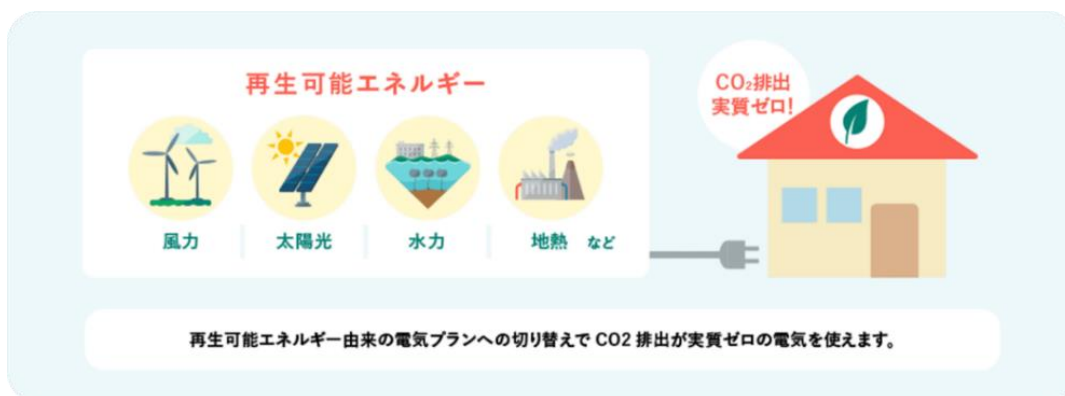 再生可能エネルギー
CO₂排出
実質ゼロ!
風力
太陽光
水力
地熱 など
再生可能エネルギー由来の電気プランへの切り替えで CO2 排出が実質ゼロの電気を使えます。